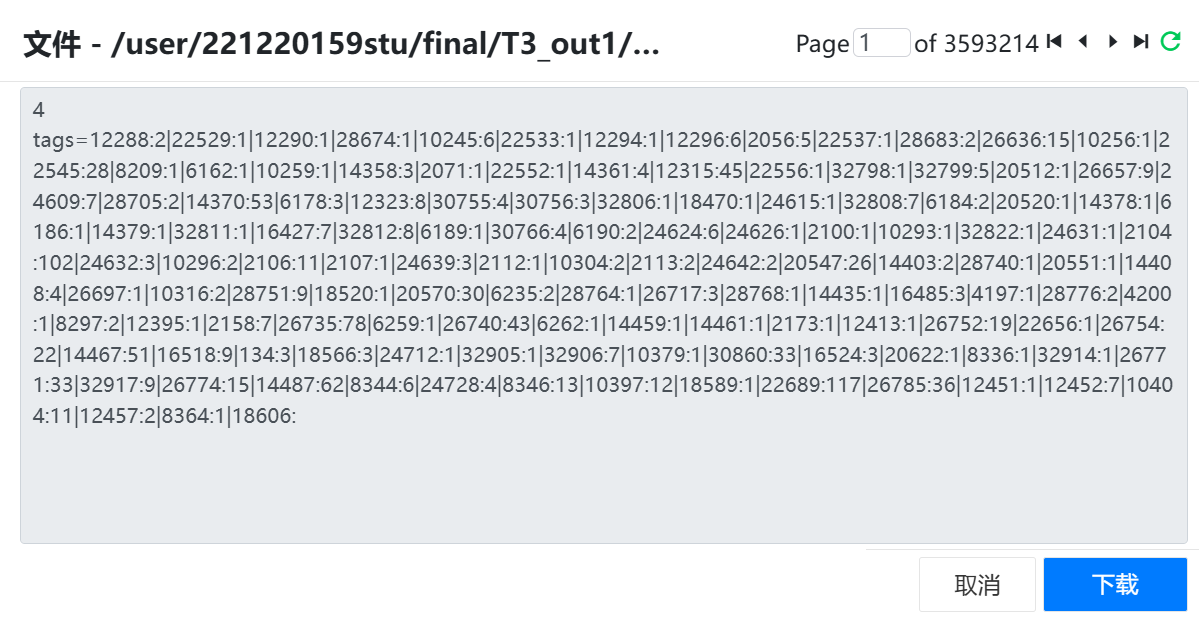 文件 - /user/221220159stu/final/T3_out1/...
Page 1 of 3593214
4
tags=12288:2|22529:1|12290:1|28674:1|10245:6|22533:1|12294:1|12296:6|2056:5|22537:1|28683:2|26636:15|10256:1|2
2545:28|8209:1|6162:1|10259:1|14358:3|2071:1|22552:1|14361:4|12315:45|22556:1|32798:1|32799:5|20512:1|26657:9|2
4609:7|28705:2|14370:53|6178:3|12323:8|30755:4|30756:3|32806:1|18470:1|24615:1|32808:7|6184:2|20520:1|14378:1|6
186:1|14379:1|32811:1|16427:7|32812:8|6189:1|30766:4|6190:2|24624:6|24626:1|2100:1|10293:1|32822:1|24631:1|2104
:102|24632:3|10296:2|2106:11|2107:1|24639:3|2112:1|10304:2|2113:2|24642:2|20547:26|14403:2|28740:1|20551:1|1440
8:4|26697:1|10316:2|28751:9|18520:1|20570:30|6235:2|28764:1|26717:3|28768:1|14435:1|16485:3|4197:1|28776:2|4200
:1|8297:2|12395:1|2158:7|26735:78|6259:1|26740:43|6262:1|14459:1|14461:1|2173:1|12413:1|26752:19|22656:1|26754:
22|14467:51|16518:9|134:3|18566:3|24712:1|32905:1|32906:7|10379:1|30860:33|16524:3|20622:1|8336:1|32914:1|2677
1:33|32917:9|26774:15|14487:62|8344:6|24728:4|8346:13|10397:12|18589:1|22689:117|26785:36|12451:1|12452:7|1040
4:11|12457:2|8364:1|18606:
取消
下载